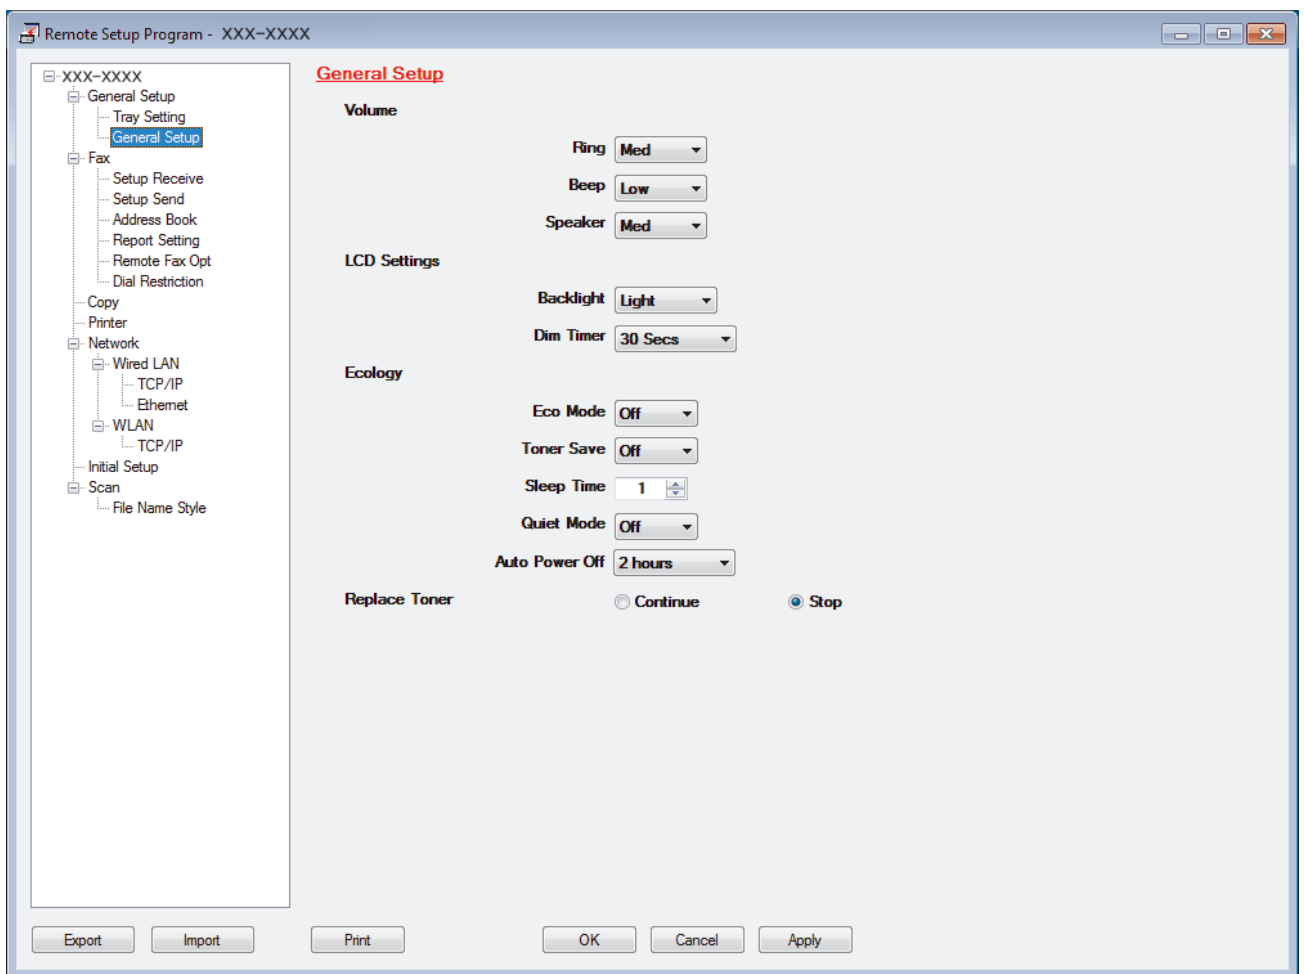 Remote Setup Program - XXX-XXXX
XXX-XXXX
General Setup
Tray Setting
General Setup
Fax
Setup Receive
Setup Send
Address Book
Report Setting
Remote Fax Opt
Dial Restriction
Copy
Printer
Network
Wired LAN
TCP/IP
Ethernet
WLAN
TCP/IP
Initial Setup
Scan
File Name Style
General Setup
Volume
Ring Med
Beep Low
Speaker Med
LCD Settings
Backlight Light
Dim Timer 30 Secs
Ecology
Eco Mode Off
Toner Save Off
Sleep Time 1
Quiet Mode Off
Auto Power Off 2 hours
Replace Toner Continue Stop
Export Import Print OK Cancel Apply